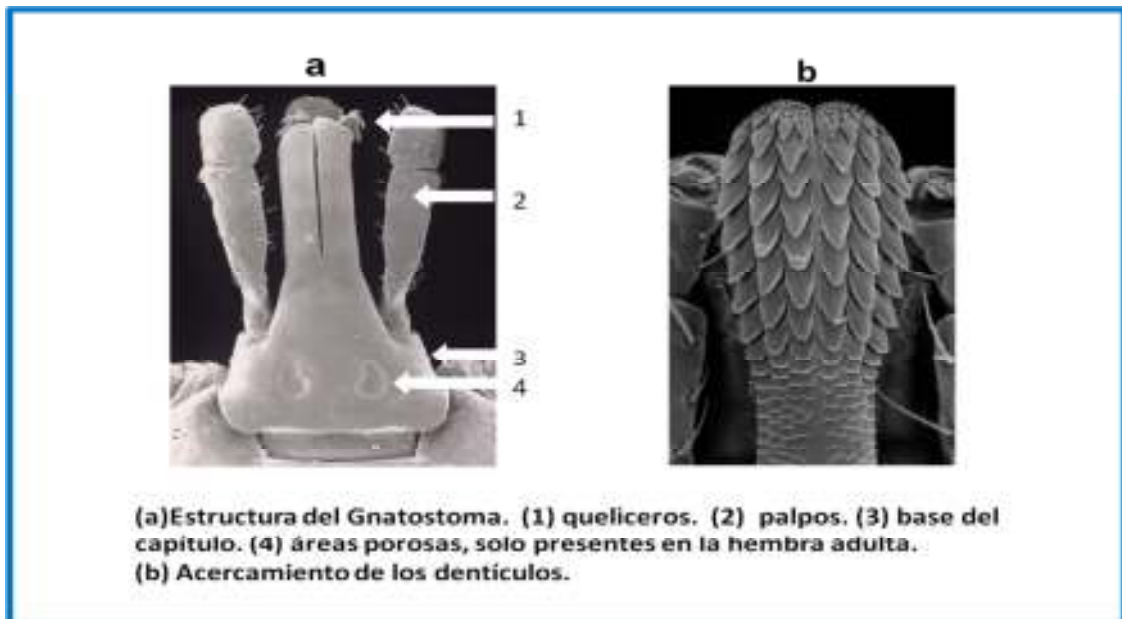 a
b
1
2
3
4
(a)Estructura del Gnatostoma. (1) queliceros. (2) palpos. (3) base del
capitulo. (4) áreas porosas, solo presentes en la hembra adulta.
(b) Acercamiento de los dentículos.